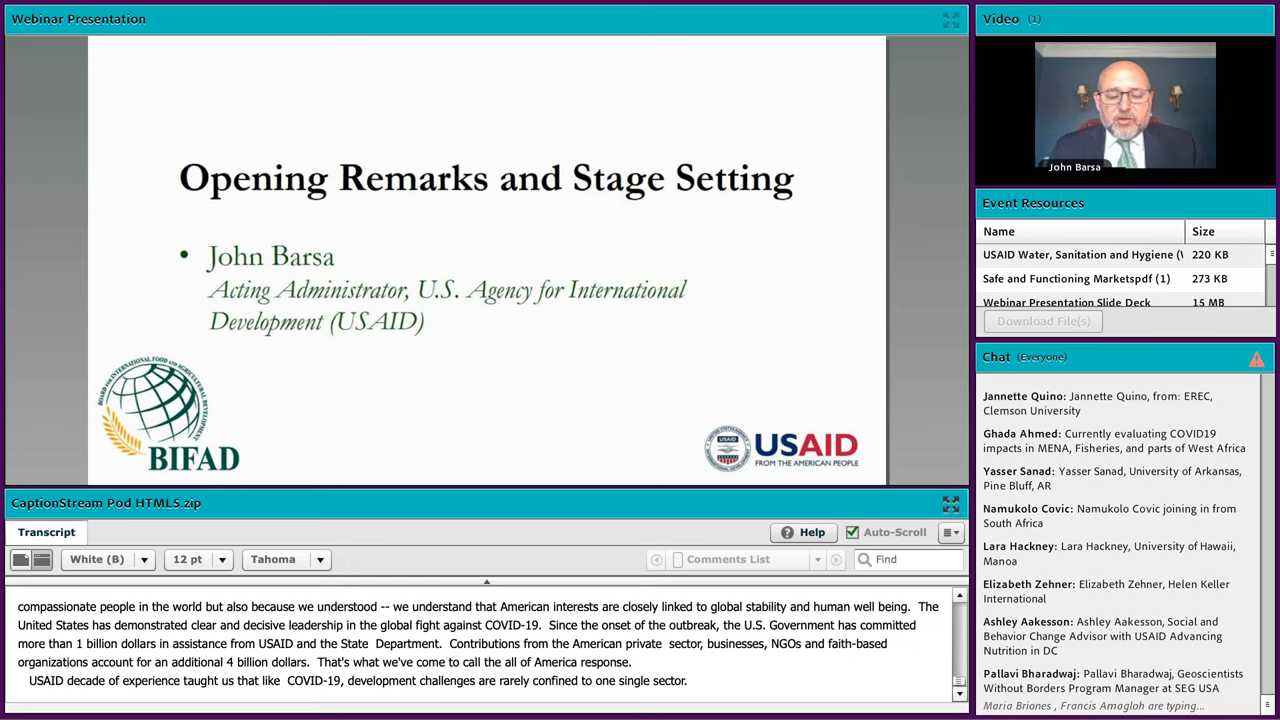 Webinar Presentation
Opening Remarks and Stage Setting
• John Barsa
Acting Administrator, U.S. Agency for International
Development (USAID)
BOARD FOR INTERNATIONAL FOOD AND AGRICULTURAL DEVELOPMENT
BIFAD
USAID
USAID
FROM THE AMERICAN PEOPLE
CaptionStream Pod HTML5.zip
Transcript
Help
Auto-Scroll
White (B)
12 pt
Tahoma
Comments List
Find
compassionate people in the world but also because we understood -- we understand that American interests are closely linked to global stability and human well being. The
United States has demonstrated clear and decisive leadership in the global fight against COVID-19. Since the onset of the outbreak, the U.S. Government has committed
more than 1 billion dollars in assistance from USAID and the State Department. Contributions from the American private sector, businesses, NGOs and faith-based
organizations account for an additional 4 billion dollars. That's what we've come to call the all of America response.
USAID decade of experience taught us that like COVID-19, development challenges are rarely confined to one single sector.
Video (1)
John Barsa
Event Resources
Name Size
USAID Water, Sanitation and Hygiene (W 220 KB
Safe and Functioning Marketspdf (1) 273 KB
Webinar Presentation Slide Deck 15 MB
Download File(s)
Chat (Everyone)
Jannette Quino: Jannette Quino, from: EREC,
Clemson University
Ghada Ahmed: Currently evaluating COVID19
impacts in MENA, Fisheries, and parts of West Africa
Yasser Sanad: Yasser Sanad, University of Arkansas,
Pine Bluff, AR
Namukolo Covic: Namukolo Covic joining in from
South Africa
Lara Hackney: Lara Hackney, University of Hawaii,
Manoa
Elizabeth Zehner: Elizabeth Zehner, Helen Keller
International
Ashley Aakesson: Ashley Aakesson, Social and
Behavior Change Advisor with USAID Advancing
Nutrition in DC
Pallavi Bharadwaj: Pallavi Bharadwaj, Geoscientists
Without Borders Program Manager at SEG USA
Maria Briones , Francis Amagloh are typing...